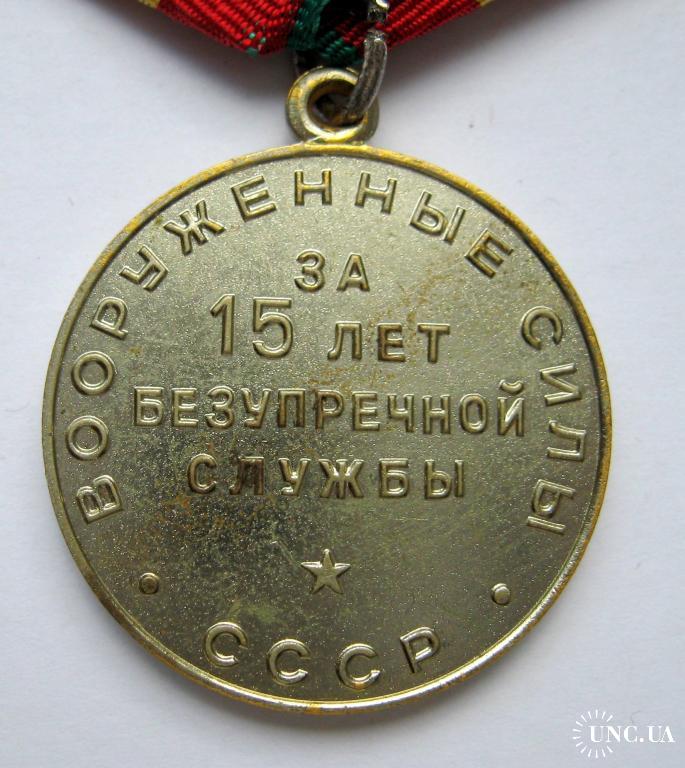 ВООРУЖЕННЫЕ СИЛЫ
ЗА
15 ЛЕТ
БЕЗУПРЕЧНОЙ
СЛУЖБЫ
СССР
UNC.UA